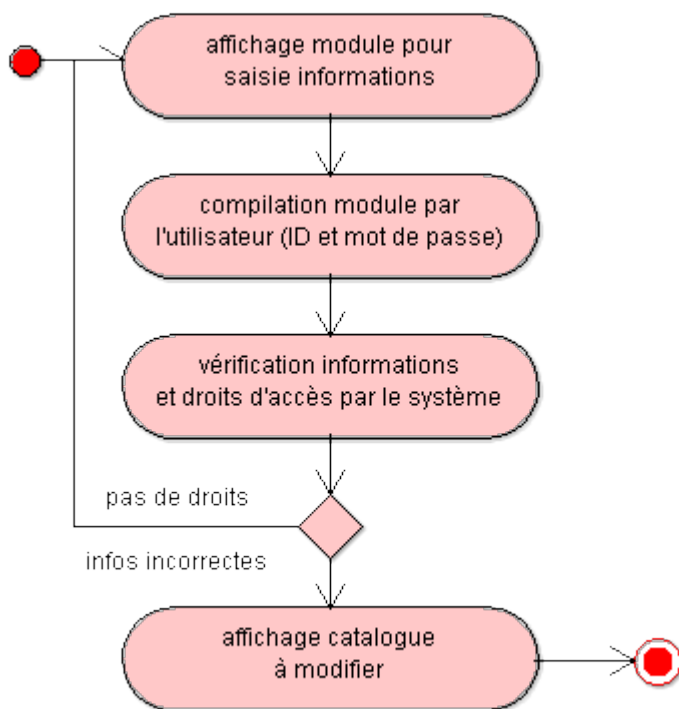 affichage module pour
saisie informations
compilation module par
l'utilisateur (ID et mot de passe)
vérification informations
et droits d'accès par le système
pas de droits
infos incorrectes
affichage catalogue
à modifier